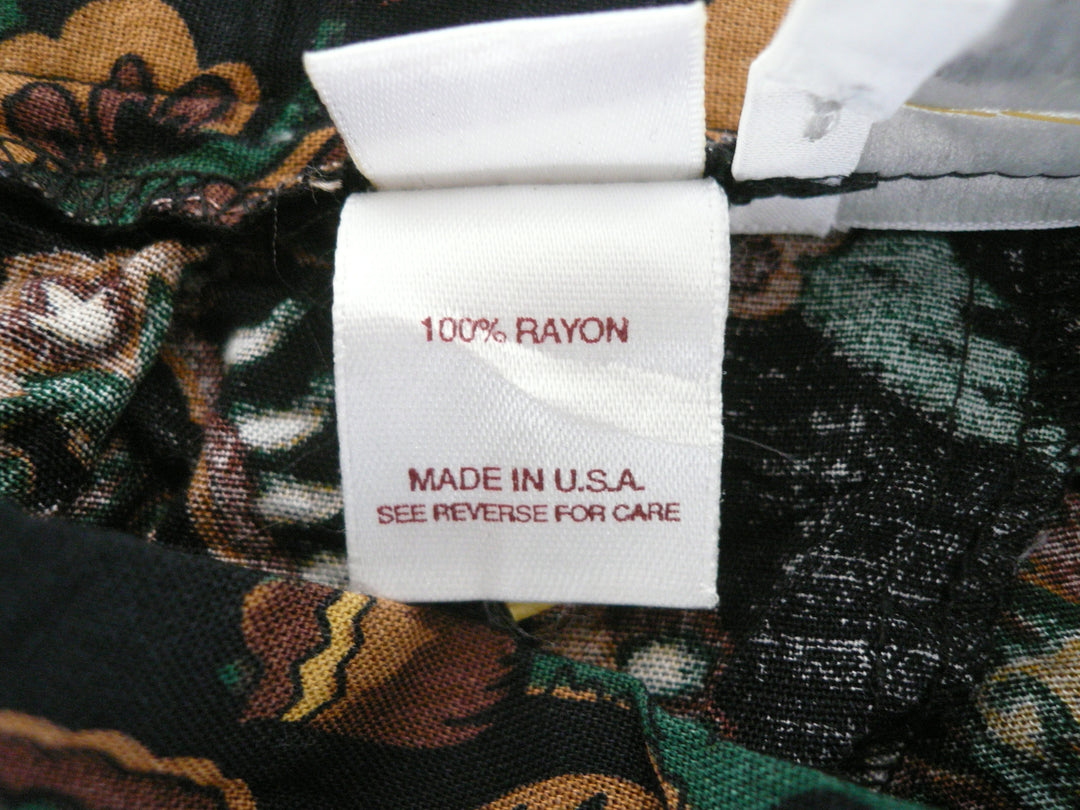 100% RAYON
MADE IN U.S.A.
SEE REVERSE FOR CARE